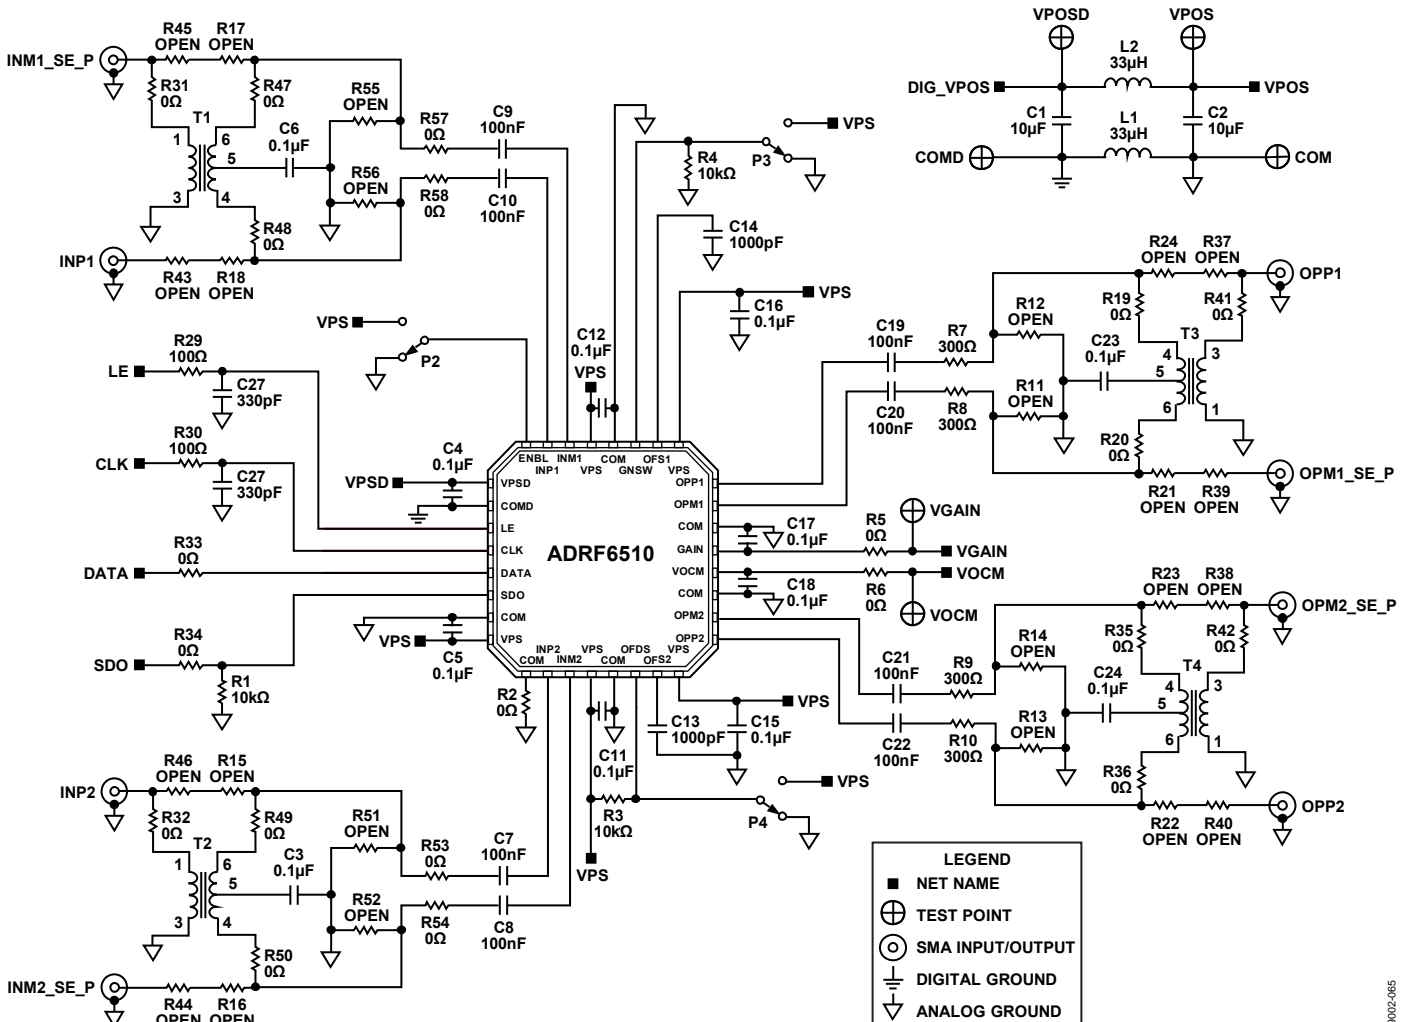 INM1_SE_P
R45
OPEN
R17
OPEN
R31
0Ω
R47
0Ω
T1
1
6
5
3
4
C6
0.1µF
R55
OPEN
R56
OPEN
R57
0Ω
R58
0Ω
C9
100nF
C10
100nF
R48
0Ω
INP1
R43
OPEN
R18
OPEN
R4
10kΩ
P3
VPS
C14
1000pF
C16
0.1µF
VPS
VPOSD
VPOS
L2
33µH
DIG_VPOS
VPOS
C1
10µF
C2
10µF
L1
33µH
COMD
COM
VPS
P2
C12
0.1µF
VPS
LE
R29
100Ω
C27
330pF
CLK
R30
100Ω
C27
330pF
DATA
R33
0Ω
SDO
R34
0Ω
R1
10kΩ
C4
0.1µF
VPSD
VPS
C5
0.1µF
ADRF6510
ENBL
INP1
INM1
VPS
COM
GNSW
OFS1
VPS
VPSD
COMD
LE
CLK
DATA
SDO
COM
VPS
OPP1
OPM1
COM
GAIN
VOCM
COM
OPM2
OPP2
COM
INP2
INM2
VPS
COM
OFDS
OFS2
VPS
C19
100nF
R7
300Ω
C20
100nF
R8
300Ω
R12
OPEN
R11
OPEN
C23
0.1µF
R24
OPEN
R37
OPEN
OPP1
R19
0Ω
R41
0Ω
T3
4
3
5
6
1
R20
0Ω
R21
OPEN
R39
OPEN
OPM1_SE_P
C17
0.1µF
R5
0Ω
VGAIN
VGAIN
VOCM
C18
0.1µF
R6
0Ω
VOCM
C21
100nF
R9
300Ω
C22
100nF
R10
300Ω
R14
OPEN
R13
OPEN
C24
0.1µF
R23
OPEN
R38
OPEN
OPM2_SE_P
R35
0Ω
R42
0Ω
T4
4
3
5
6
1
R36
0Ω
R22
OPEN
R40
OPEN
OPP2
R2
0Ω
C11
0.1µF
C13
1000pF
C15
0.1µF
VPS
R3
10kΩ
VPS
P4
VPS
INP2
R46
OPEN
R15
OPEN
R32
0Ω
R49
0Ω
T2
1
6
5
3
4
C3
0.1µF
R51
OPEN
R52
OPEN
R53
0Ω
R54
0Ω
C7
100nF
C8
100nF
R50
0Ω
INM2_SE_P
R44
OPEN
R16
OPEN
LEGEND
NET NAME
TEST POINT
SMA INPUT/OUTPUT
DIGITAL GROUND
ANALOG GROUND